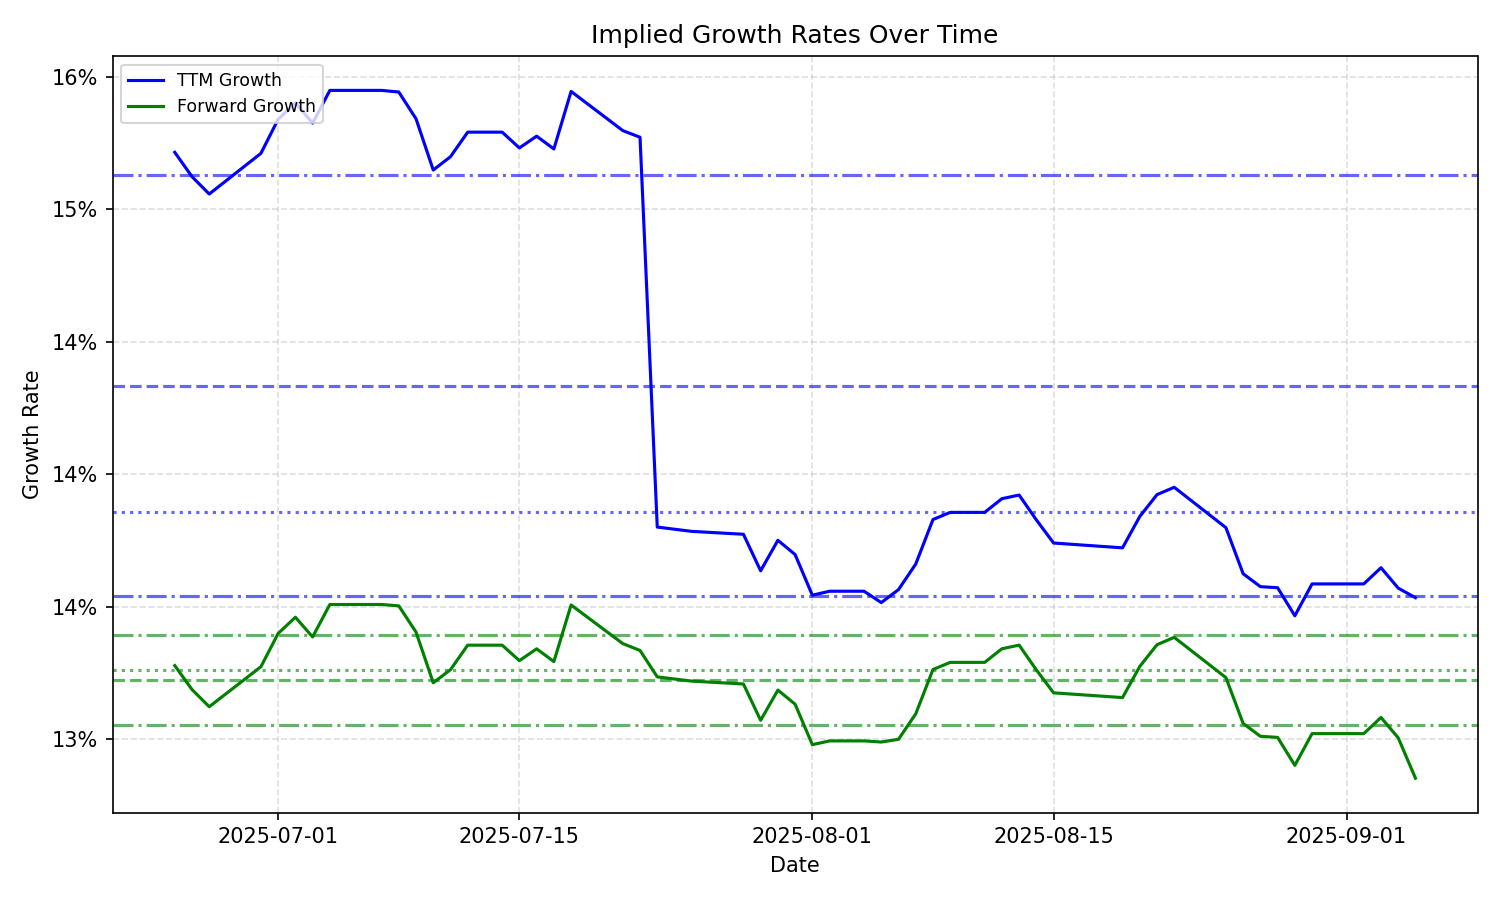 Implied Growth Rates Over Time
TTM Growth
Forward Growth
16%
15%
14%
14%
14%
13%
Growth Rate
2025-07-01
2025-07-15
2025-08-01
2025-08-15
2025-09-01
Date